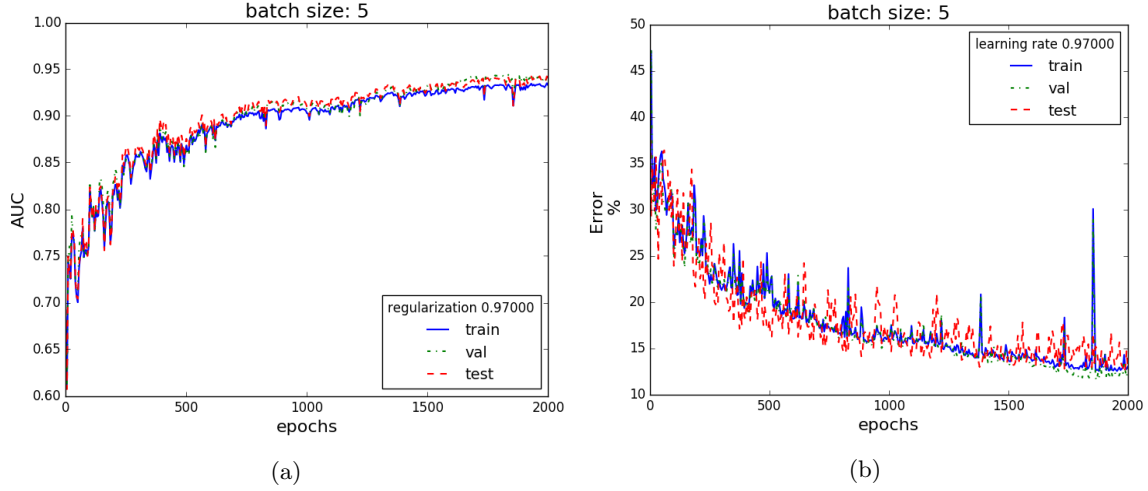 batch size: 5
1.00
0.95
0.90
0.85
0.80
0.75
0.70
0.65
0.60
AUC
0
500
1000
1500
2000
epochs
regularization 0.97000
train
val
test
(a)
batch size: 5
50
45
40
35
30
25
20
15
10
Error
%
0
500
1000
1500
2000
epochs
learning rate 0.97000
train
val
test
(b)